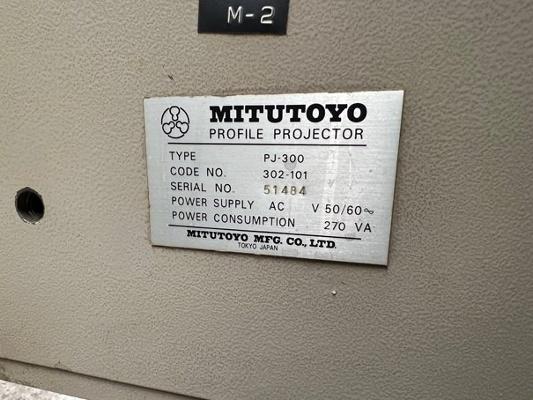 M-2
MITUTOYO
PROFILE PROJECTOR
TYPE PJ-300
CODE NO. 302-101
SERIAL NO. 51484
POWER SUPPLY AC V 50/60∼
POWER CONSUMPTION 270 VA
MITUTOYO MFG. CO., LTD.
TOKYO JAPAN